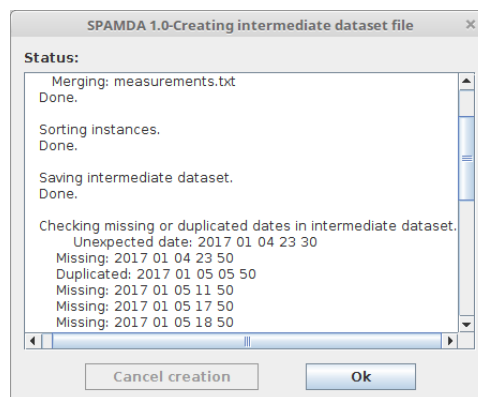 SPAMDA 1.0-Creating intermediate dataset file
Status:
Merging: measurements.txt
Done.
Sorting instances.
Done.
Saving intermediate dataset.
Done.
Checking missing or duplicated dates in intermediate dataset.
Unexpected date: 2017 01 04 23 30
Missing: 2017 01 04 23 50
Duplicated: 2017 01 05 05 50
Missing: 2017 01 05 11 50
Missing: 2017 01 05 17 50
Missing: 2017 01 05 18 50
Cancel creation
Ok